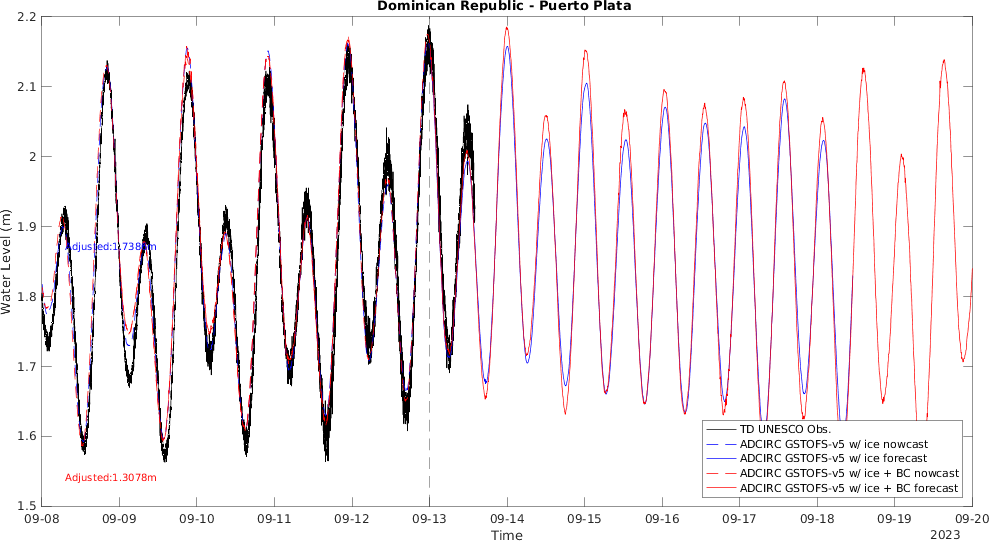 Dominican Republic - Puerto Plata
2.2
2.1
2
1.9
1.8
1.7
1.6
1.5
Water Level (m)
Adjusted:1.738 m
Adjusted:1.3078m
TD UNESCO Obs.
ADCIRC GSTOFS-v5 w/ ice nowcast
ADCIRC GSTOFS-v5 w/ ice forecast
ADCIRC GSTOFS-v5 w/ ice + BC nowcast
ADCIRC GSTOFS-v5 w/ ice + BC forecast
09-08 09-09 09-10 09-11 09-12 09-13 09-14 09-15 09-16 09-17 09-18 09-19 09-20
Time
2023